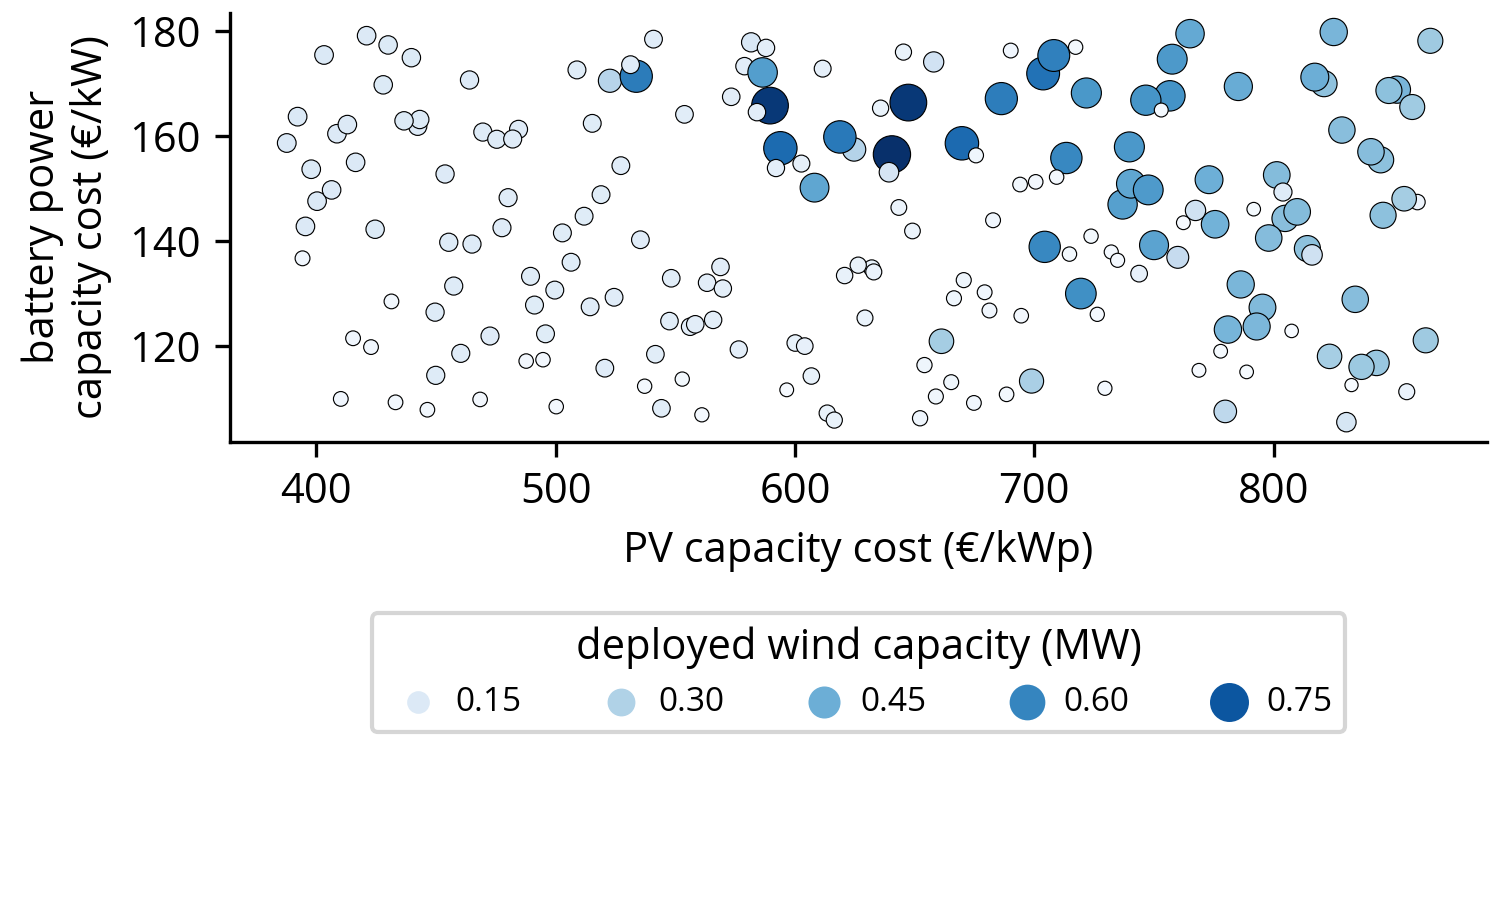 battery power
capacity cost (€/kW)
180
160
140
120
400 500 600 700 800
PV capacity cost (€/kWp)
deployed wind capacity (MW)
0.15 0.30 0.45 0.60 0.75